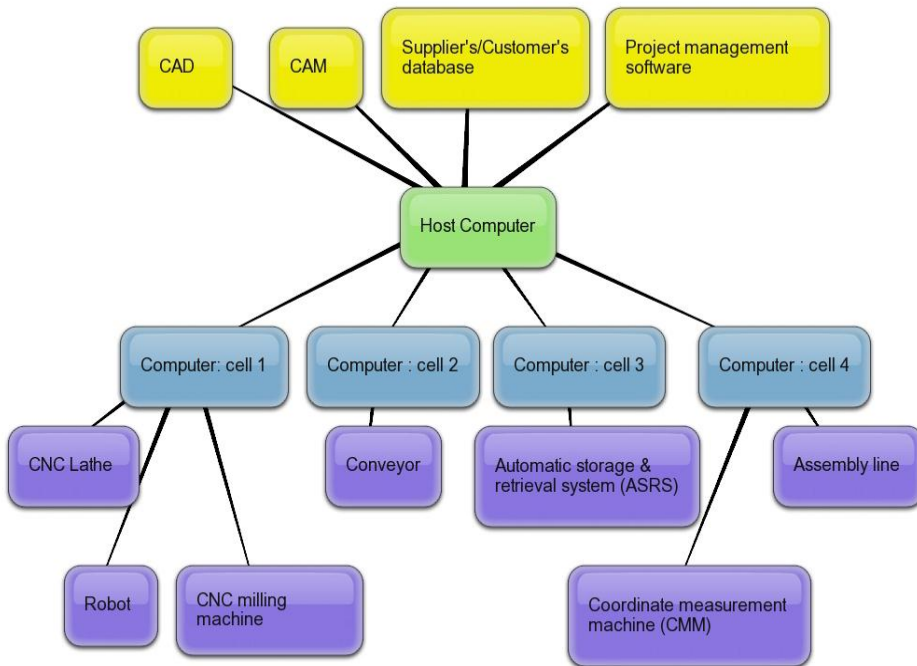 CAD
CAM
Supplier's/Customer's
database
Project management
software
Host Computer
Computer: cell 1
Computer : cell 2
Computer : cell 3
Computer : cell 4
CNC Lathe
Conveyor
Automatic storage &
retrieval system (ASRS)
Assembly line
Robot
CNC milling
machine
Coordinate measurement
machine (CMM)